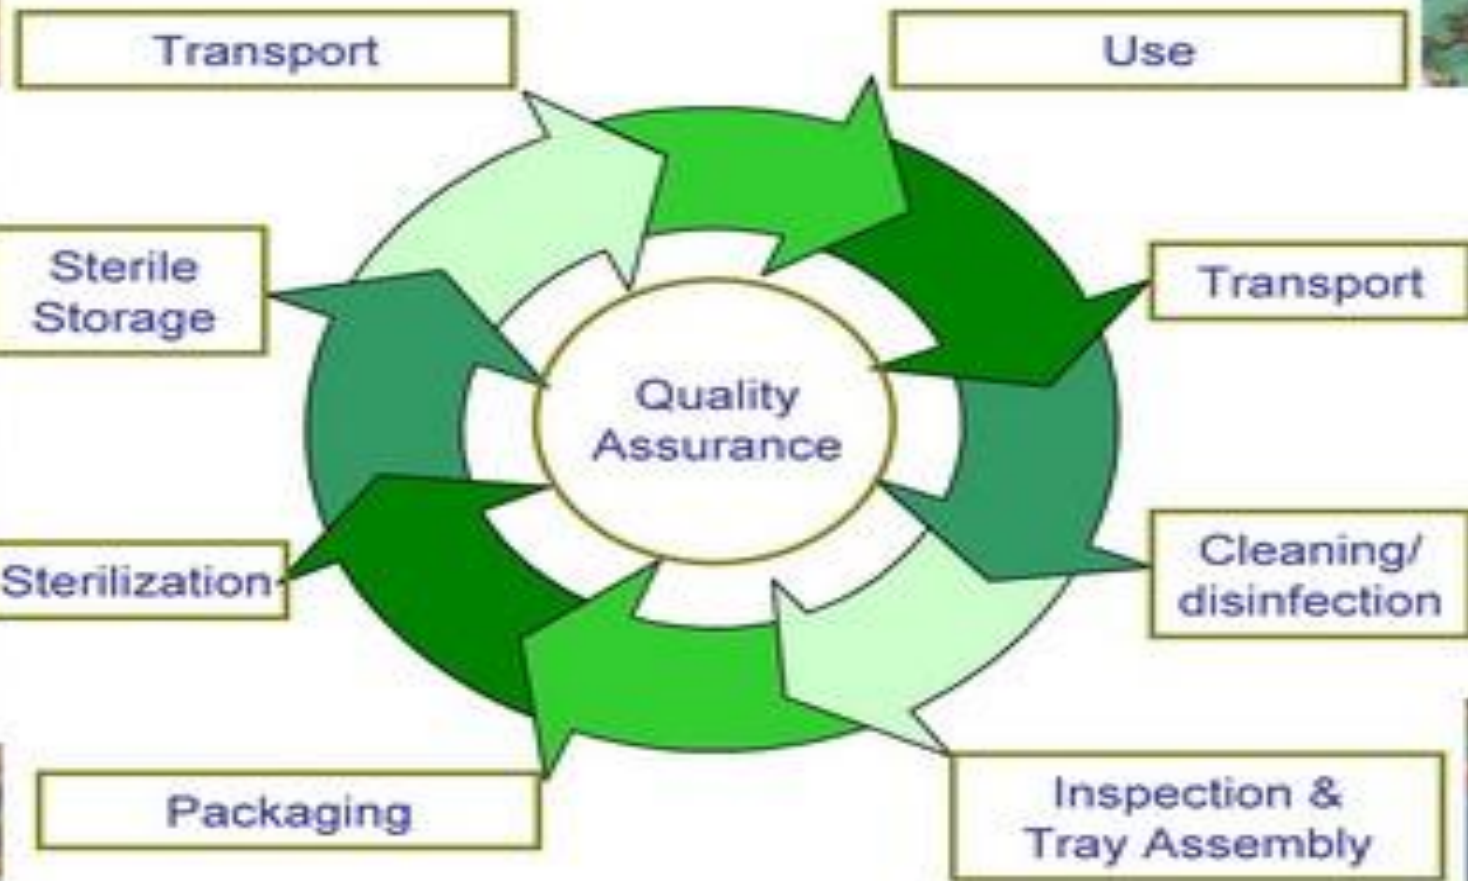 Transport
Use
Sterile
Storage
Transport
Quality
Assurance
Sterilization
Cleaning/
disinfection
Packaging
Inspection &
Tray Assembly